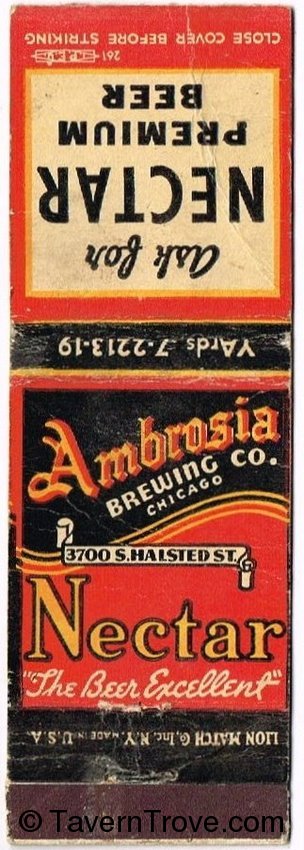 CLOSE COVER BEFORE STRIKING
261
ask for
NECTAR
PREMIUM
BEER
YArds 7-2213-19
Ambrosia
BREWING CO.
CHICAGO
3700 S. HALSTED ST.
Nectar
"The Beer Excellent"
LION MATCH Co, Inc. N.Y. MADE IN U.S.A.
© TavernTrove.com